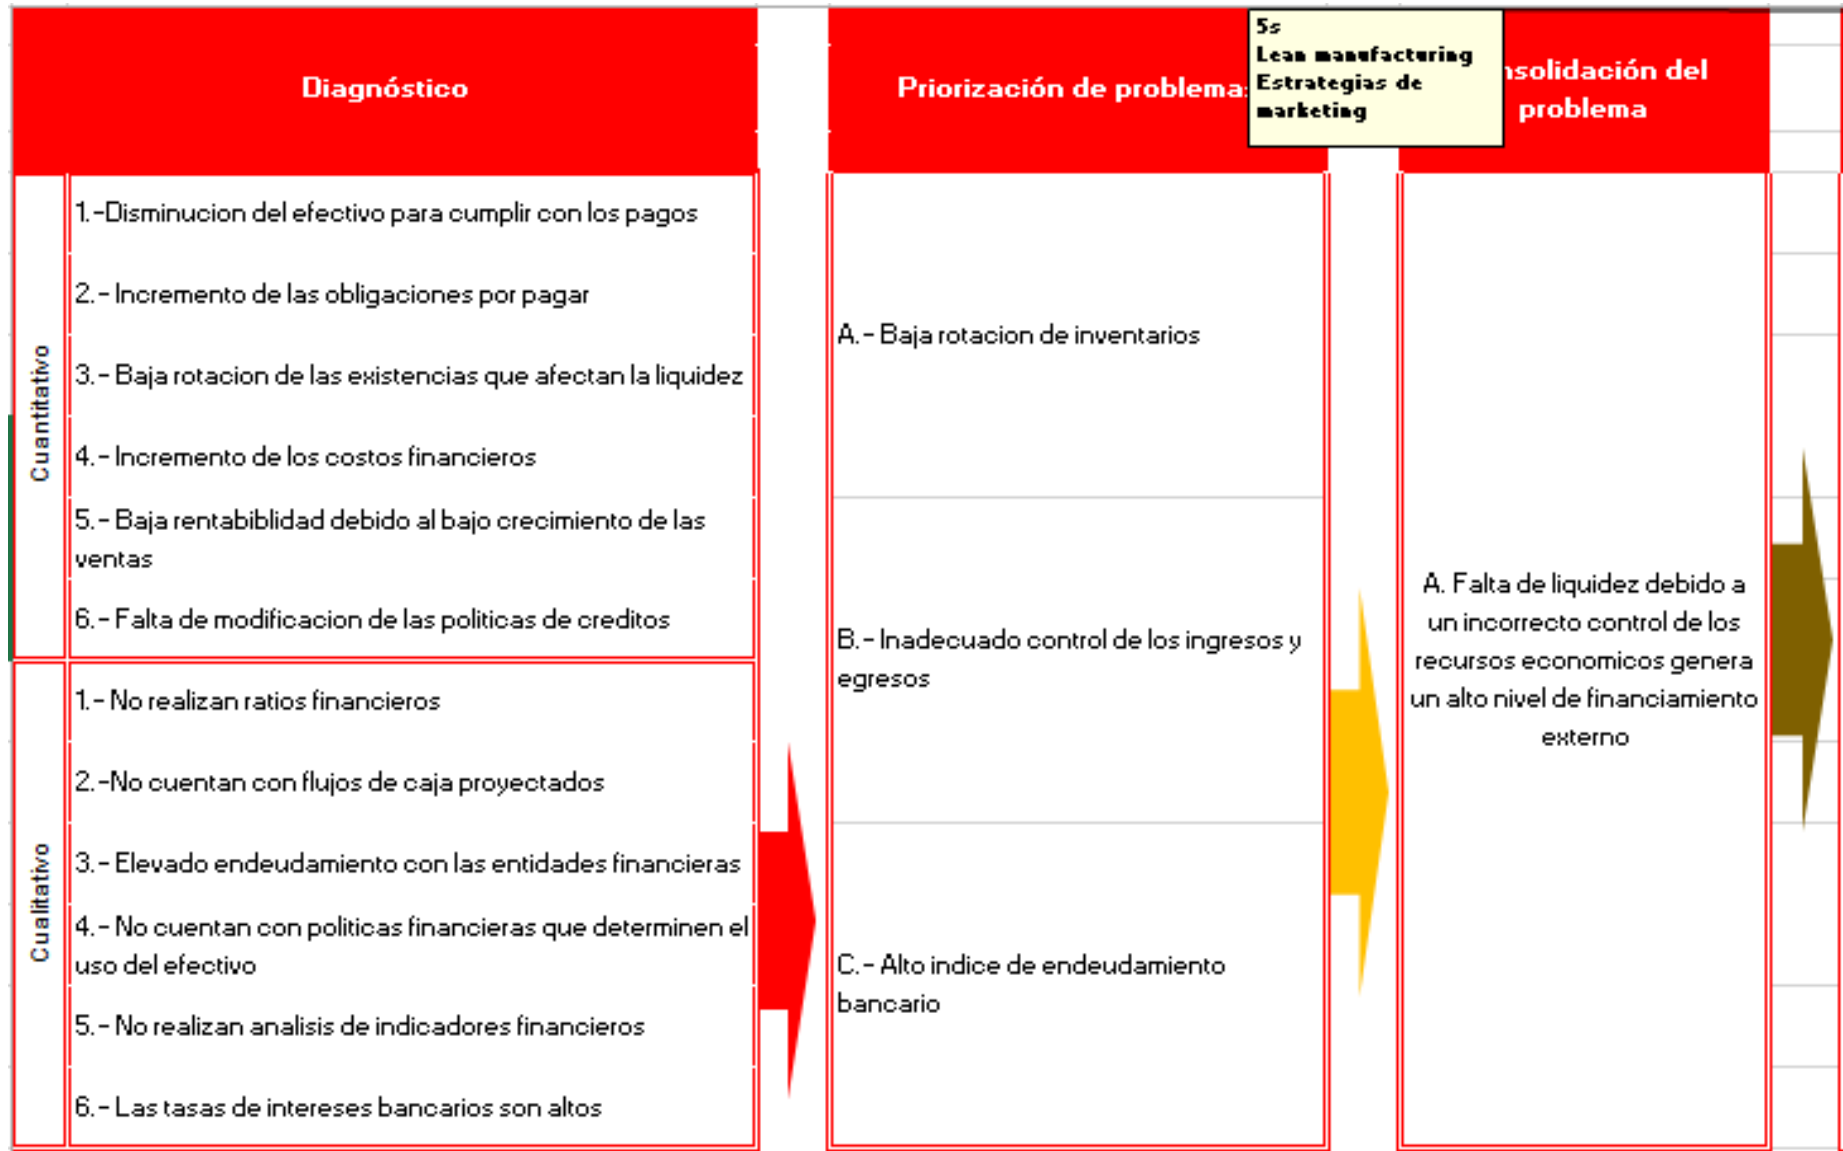 Diagnóstico
Priorización de problema
5s
Lean manufacturing
Estrategias de
marketing
nsolidación del
problema
Cuantitativo
1.-Disminucion del efectivo para cumplir con los pagos
2.- Incremento de las obligaciones por pagar
3.- Baja rotacion de las existencias que afectan la liquidez
4.- Incremento de los costos financieros
5.- Baja rentabiblidad debido al bajo crecimiento de las
ventas
6.- Falta de modificacion de las politicas de creditos
Cualitativo
1.- No realizan ratios financieros
2.-No cuentan con flujos de caja proyectados
3.- Elevado endeudamiento con las entidades financieras
4.- No cuentan con politicas financieras que determinen el
uso del efectivo
5.- No realizan analisis de indicadores financieros
6.- Las tasas de intereses bancarios son altos
A.- Baja rotacion de inventarios
B.- Inadecuado control de los ingresos y
egresos
C.- Alto indice de endeudamiento
bancario
A. Falta de liquidez debido a
un incorrecto control de los
recursos economicos genera
un alto nivel de financiamiento
externo